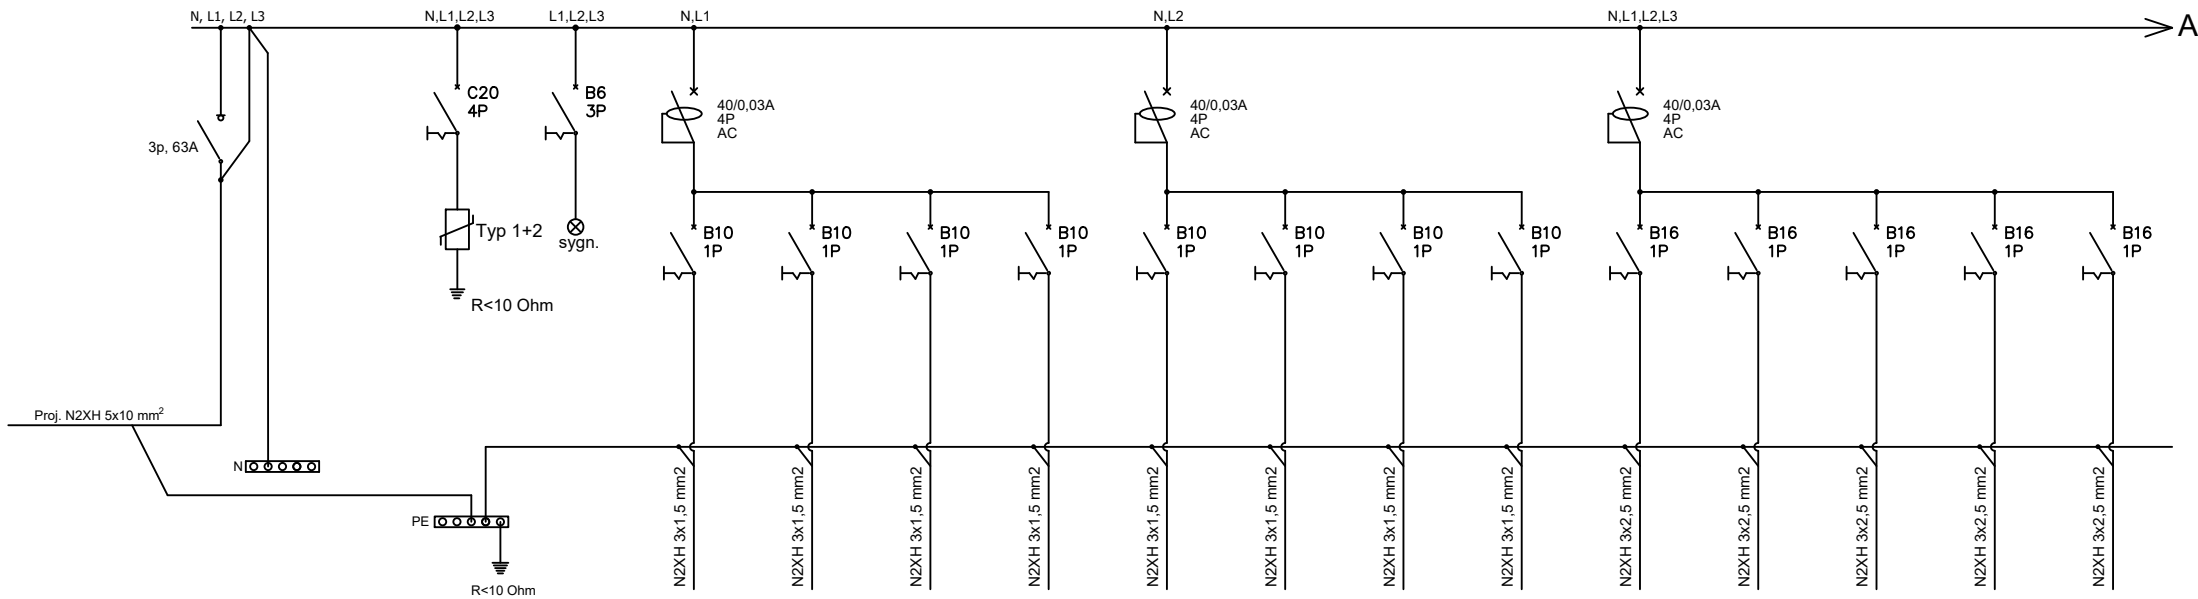 N, L1, L2, L3
N,L1,L2,L3
L1,L2,L3
N,L1
N,L2
N,L1,L2,L3
A
3p, 63A
C20
4P
B6
3P
40/0,03A
4P
AC
40/0,03A
4P
AC
40/0,03A
4P
AC
Typ 1+2
sygn.
R<10 Ohm
B10
1P
B10
1P
B10
1P
B10
1P
B10
1P
B10
1P
B10
1P
B10
1P
B16
1P
B16
1P
B16
1P
B16
1P
B16
1P
Proj. N2XH 5x10 mm²
N
PE
R<10 Ohm
N2XH 3x1,5 mm2
N2XH 3x1,5 mm2
N2XH 3x1,5 mm2
N2XH 3x1,5 mm2
N2XH 3x1,5 mm2
N2XH 3x1,5 mm2
N2XH 3x1,5 mm2
N2XH 3x1,5 mm2
N2XH 3x2,5 mm2
N2XH 3x2,5 mm2
N2XH 3x2,5 mm2
N2XH 3x2,5 mm2
N2XH 3x2,5 mm2